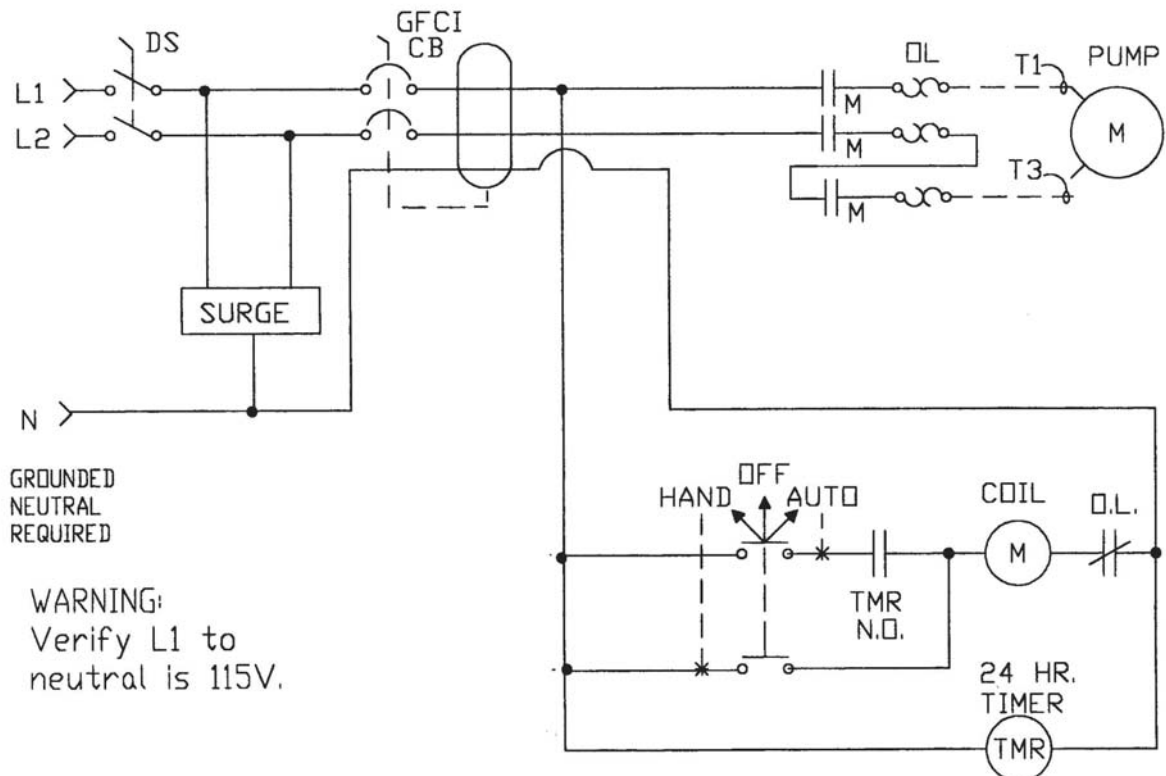 DS
GFCI
CB
OL
T1
PUMP
L1
M
M
L2
M
T3
M
SURGE
N
GROUNDED
NEUTRAL
REQUIRED
HAND
OFF
AUTO
COIL
O.L.
M
TMR
N.O.
WARNING:
Verify L1 to
neutral is 115V.
24 HR.
TIMER
TMR